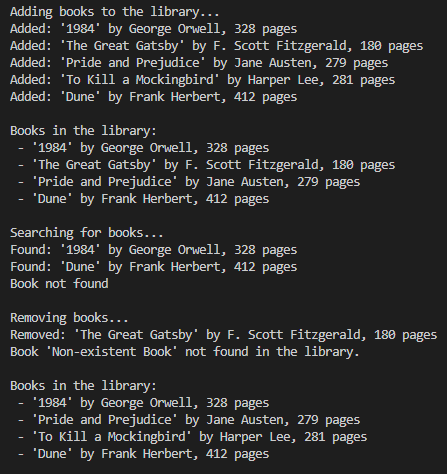 Adding books to the library...
Added: '1984' by George Orwell, 328 pages
Added: 'The Great Gatsby' by F. Scott Fitzgerald, 180 pages
Added: 'Pride and Prejudice' by Jane Austen, 279 pages
Added: 'To Kill a Mockingbird' by Harper Lee, 281 pages
Added: 'Dune' by Frank Herbert, 412 pages

Books in the library:
 - '1984' by George Orwell, 328 pages
 - 'The Great Gatsby' by F. Scott Fitzgerald, 180 pages
 - 'Pride and Prejudice' by Jane Austen, 279 pages
 - 'Dune' by Frank Herbert, 412 pages

Searching for books...
Found: '1984' by George Orwell, 328 pages
Found: 'Dune' by Frank Herbert, 412 pages
Book not found

Removing books...
Removed: 'The Great Gatsby' by F. Scott Fitzgerald, 180 pages
Book 'Non-existent Book' not found in the library.

Books in the library:
 - '1984' by George Orwell, 328 pages
 - 'Pride and Prejudice' by Jane Austen, 279 pages
 - 'To Kill a Mockingbird' by Harper Lee, 281 pages
 - 'Dune' by Frank Herbert, 412 pages